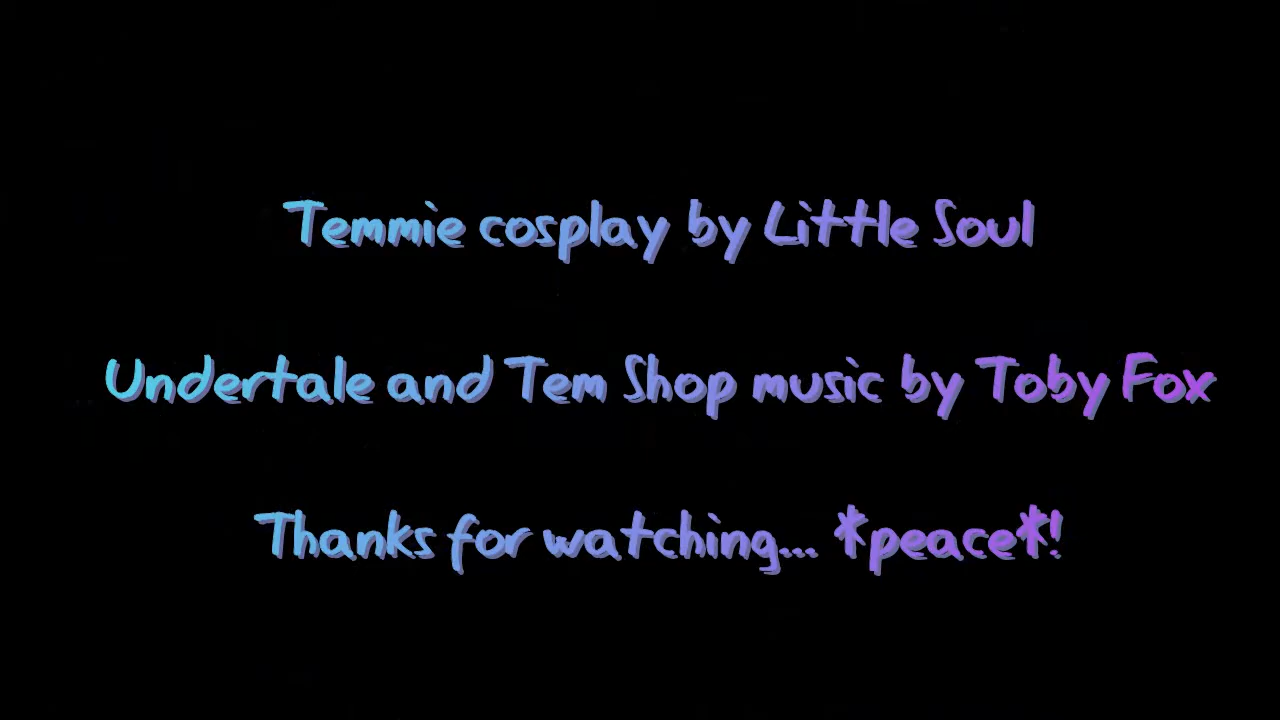 Temmie cosplay by Little Soul
Undertale and Tem Shop music by Toby Fox
Thanks for watching... *peace*!